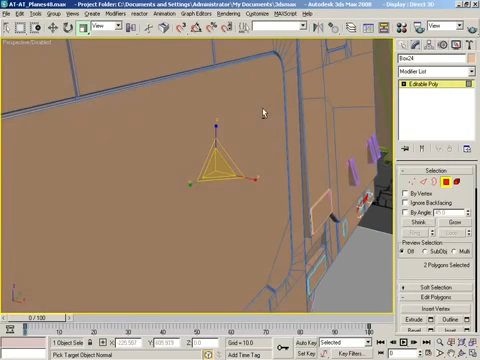 AT-AT_Planes48.max - Project Folder: C:\Documents and Settings\Administrator\My Documents\3dsmax - Autodesk 3ds Max 2008 - Display : Direct 3D
File Edit Tools Group Views Create Modifiers reactor Animation Graph Editors Rendering Customize MAXScript Help
View
View
Perspective/Disabled
Box24
Modifier List
Editable Poly
Selection
By Vertex
Ignore Backfacing
By Angle: 45.0
Shrink Grow
Ring Loop
Preview Selection
Off SubObj Multi
2 Polygons Selected
Soft Selection
Edit Polygons
Insert Vertex
Extrude Outline
Bevel Inset
0 / 100
1 Object Sele
Z: 0.0
Grid = 10.0
Auto Key Selected
Pick Target Object
Add Time Tag
Set Key Key Filters...